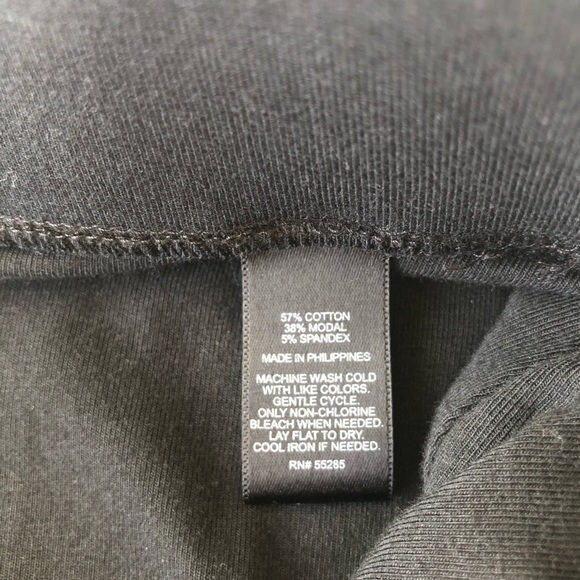 57% COTTON
38% MODAL
5% SPANDEX
MADE IN PHILIPPINES
MACHINE WASH COLD
WITH LIKE COLORS.
GENTLE CYCLE.
ONLY NON-CHLORINE
BLEACH WHEN NEEDED.
LAY FLAT TO DRY.
COOL IRON IF NEEDED.
RN# 55285